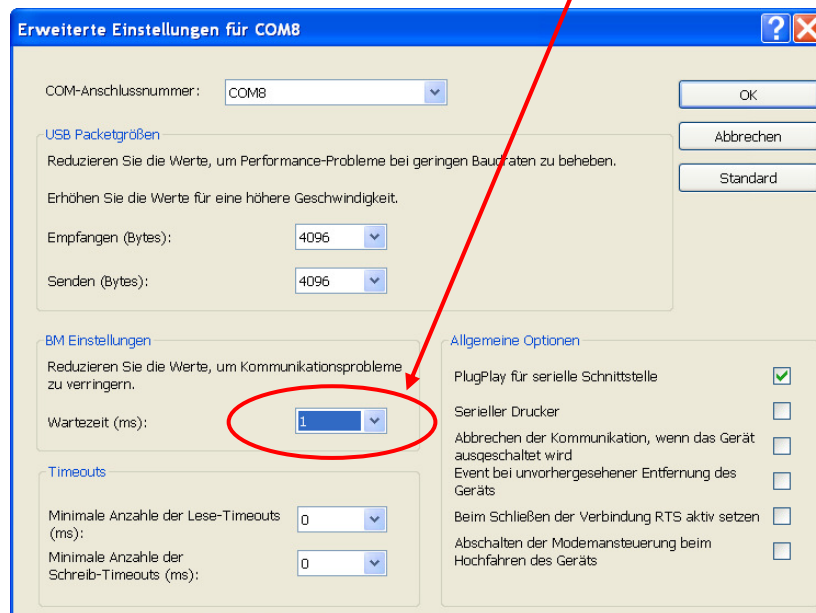 Erweiterte Einstellungen für COM8
COM-Anschlussnummer:
COM8
OK
Abbrechen
Standard
USB Packetgrößen
Reduzieren Sie die Werte, um Performance-Probleme bei geringen Baudraten zu beheben.
Erhöhen Sie die Werte für eine höhere Geschwindigkeit.
Empfangen (Bytes):
4096
Senden (Bytes):
4096
BM Einstellungen
Reduzieren Sie die Werte, um Kommunikationsprobleme
zu verringern.
Wartezeit (ms):
1
Timeouts
Minimale Anzahle der Lese-Timeouts
(ms):
0
Minimale Anzahle der
Schreib-Timeouts (ms):
0
Allgemeine Optionen
PlugPlay für serielle Schnittstelle
Serieller Drucker
Abbrechen der Kommunikation, wenn das Gerät
ausgeschaltet wird
Event bei unvorhergesehener Entfernung des
Geräts
Beim Schließen der Verbindung RTS aktiv setzen
Abschalten der Modemansteuerung beim
Hochfahren des Geräts